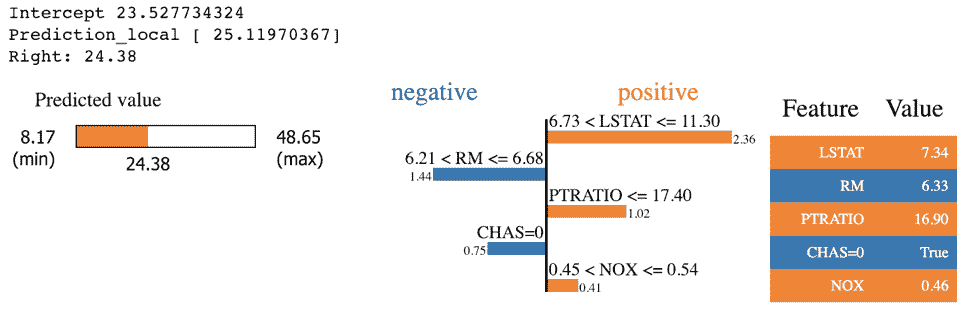 Intercept 23.527734324
Prediction_local [ 25.11970367]
Right: 24.38
Predicted value
8.17
(min)
48.65
(max)
24.38
negative
positive
6.73 < LSTAT <= 11.30
2.36
6.21 < RM <= 6.68
1.44
PTRATIO <= 17.40
1.02
CHAS=0
0.75
0.45 < NOX <= 0.54
0.41
Feature Value
LSTAT 7.34
RM 6.33
PTRATIO 16.90
CHAS=0 True
NOX 0.46